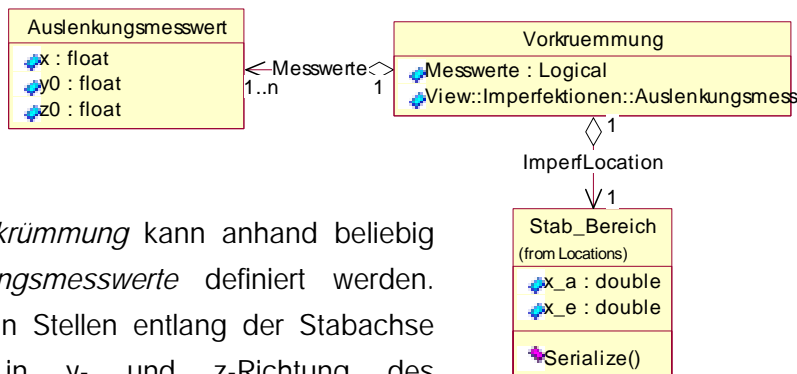 Auslenkungsmesswert
x : float
y0 : float
z0 : float
Messwerte
1..n
1
Vorkruemmung
Messwerte : Logical
View::Imperfektionen::Auslenkungsmess
1
ImperfLocation
1
Stab_Bereich
(from Locations)
x_a : double
x_e : double
Serialize()
krümmung kann anhand beliebig
ngsmesswerte definiert werden.
n Stellen entlang der Stabachse
in y- und z-Richtung des